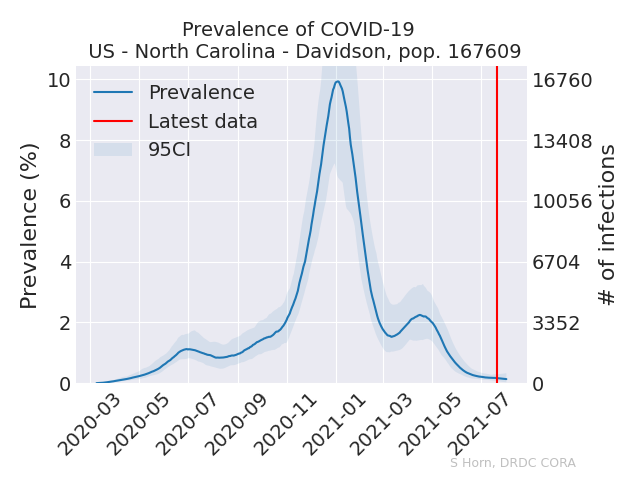 Prevalence of COVID-19
US - North Carolina - Davidson, pop. 167609
Prevalence
Latest data
95CI
Prevalence (%)
10
8
6
4
2
0
16760
13408
10056
6704
3352
0
# of infections
2020-03
2020-05
2020-07
2020-09
2020-11
2021-01
2021-03
2021-05
2021-07
S Horn, DRDC CORA